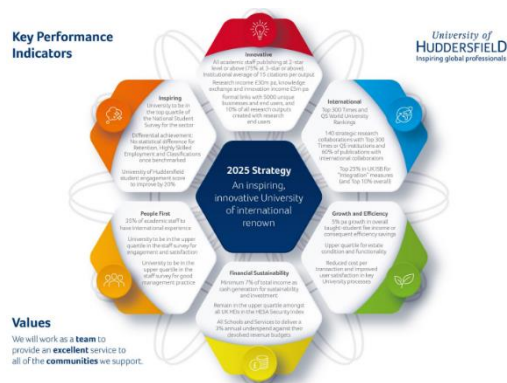 Key Performance
Indicators
University of
HUDDERSFIELD
Inspiring global professionals
Innovative
All academic staff publishing at 2-star
level or above (75% at 3-star or above)
Institutional average of 10 citations per output
Research income £30m pa, knowledge
exchange and innovation income £5m pa
Formal links with 5000 unique
businesses and end users, and
10% of all research outputs
created with research
end users
Inspiring
University to be in
the top quartile of
the National Student
Survey for the sector
Differential achievement:
No statistical difference for
Retention, Highly Skilled
Employment and Classifications
once benchmarked
University of Huddersfield
student engagement score
to improve by 20%
International
Top 300 Times and
QS World University
Rankings
140 strategic research
collaborations with Top 300
Times or QS institutions and
60% of publications with
international collaborators
Top 25% in UK ISB for
"integration" measures
(and Top 10% overall)
2025 Strategy
An inspiring,
innovative University
of international
renown
People First
35% of academic staff to
have international experience
University to be in the upper
quartile in the staff survey for
engagement and satisfaction
University to be in the
upper quartile in the
staff survey for good
management practice
Growth and Efficiency
5% pa growth in overall
taught student fee income or
consequent efficiency savings
Upper quartile for estate
condition and functionality
Reduced cost per
transaction and improved
user satisfaction in key
University processes
Financial Sustainability
Minimum 7% of total income as
cash generation for sustainability
and investment
Remain in the upper quartile amongst
all UK HEIs in the HESA Security Index
All Schools and Services to deliver a
3% annual underspend against their
devolved revenue budgets
Values
We will work as a team to
provide an excellent service to
all of the communities we support.